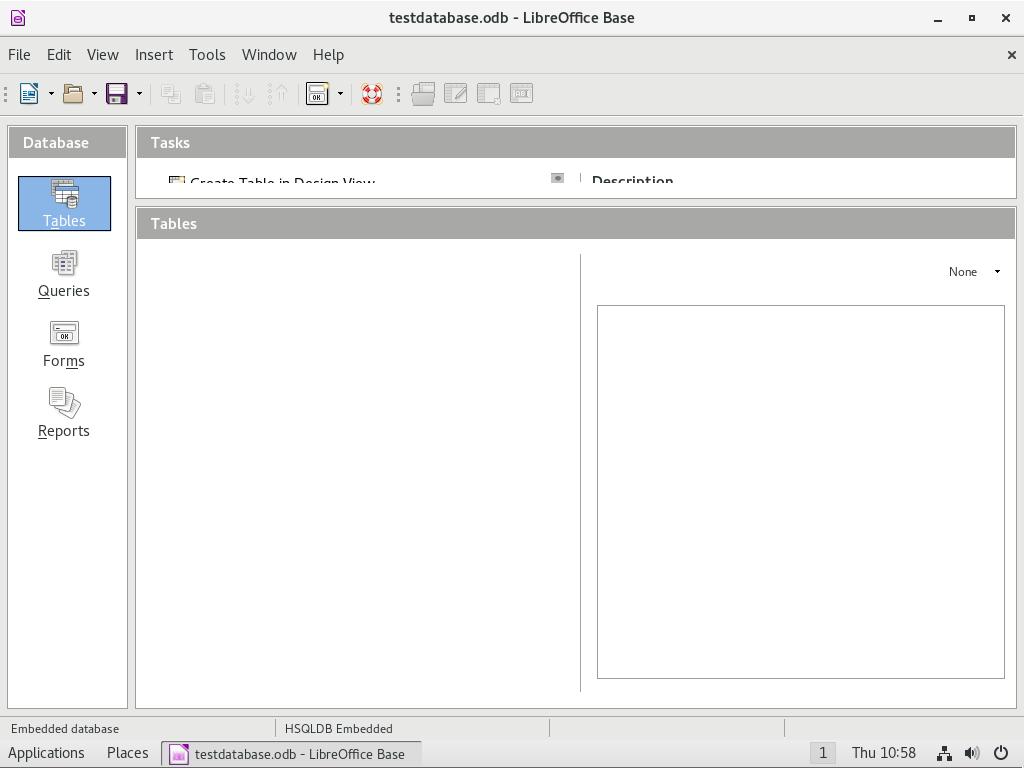 testdatabase.odb - LibreOffice Base
File Edit View Insert Tools Window Help
Database
Tables
Queries
Forms
Reports
Tasks
Create Table in Design View
Description
Tables
None
Embedded database
HSQLDB Embedded
Applications Places testdatabase.odb - LibreOffice Base 1 Thu 10:58